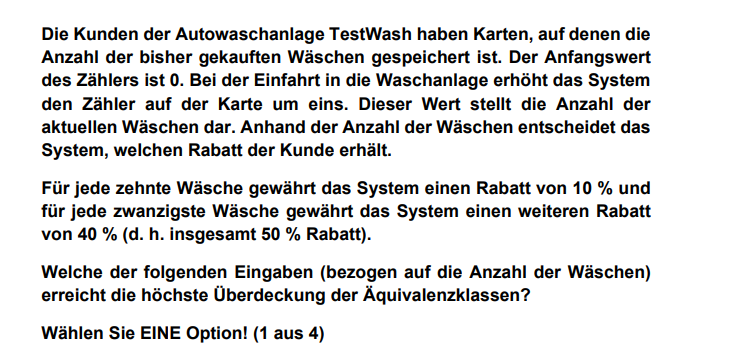 Die Kunden der Autowaschanlage TestWash haben Karten, auf denen die
Anzahl der bisher gekauften Wäschen gespeichert ist. Der Anfangswert
des Zählers ist 0. Bei der Einfahrt in die Waschanlage erhöht das System
den Zähler auf der Karte um eins. Dieser Wert stellt die Anzahl der
aktuellen Wäschen dar. Anhand der Anzahl der Wäschen entscheidet das
System, welchen Rabatt der Kunde erhält.
Für jede zehnte Wäsche gewährt das System einen Rabatt von 10 % und
für jede zwanzigste Wäsche gewährt das System einen weiteren Rabatt
von 40 % (d. h. insgesamt 50 % Rabatt).
Welche der folgenden Eingaben (bezogen auf die Anzahl der Wäschen)
erreicht die höchste Überdeckung der Äquivalenzklassen?
Wählen Sie EINE Option! (1 aus 4)